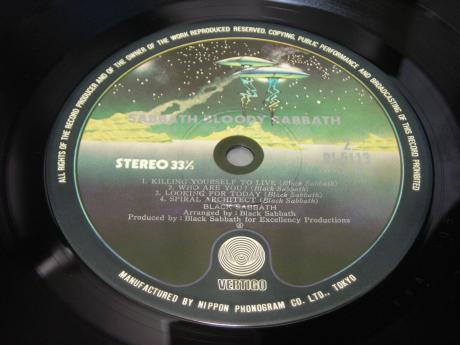 ALL RIGHTS OF THE RECORD PRODUCER AND OF THE OWNER OF THE WORK REPRODUCED RESERVED. COPYING, PUBLIC PERFORMANCE AND BROADCASTING OF THIS RECORD PROHIBITED
SABBATH BLOODY SABBATH
2
STEREO 33⅓
1. KILLING YOURSELF TO LIVE (Black Sabbath)
2. WHO ARE YOU? (Black Sabbath)
3. LOOKING FOR TODAY (Black Sabbath)
4. SPIRAL ARCHITECT (Black Sabbath)
BLACK SABBATH
Arranged by : Black Sabbath
Produced by : Black Sabbath for Excellency Productions
VERTIGO
MANUFACTURED BY NIPPON PHONOGRAM CO. LTD., TOKYO